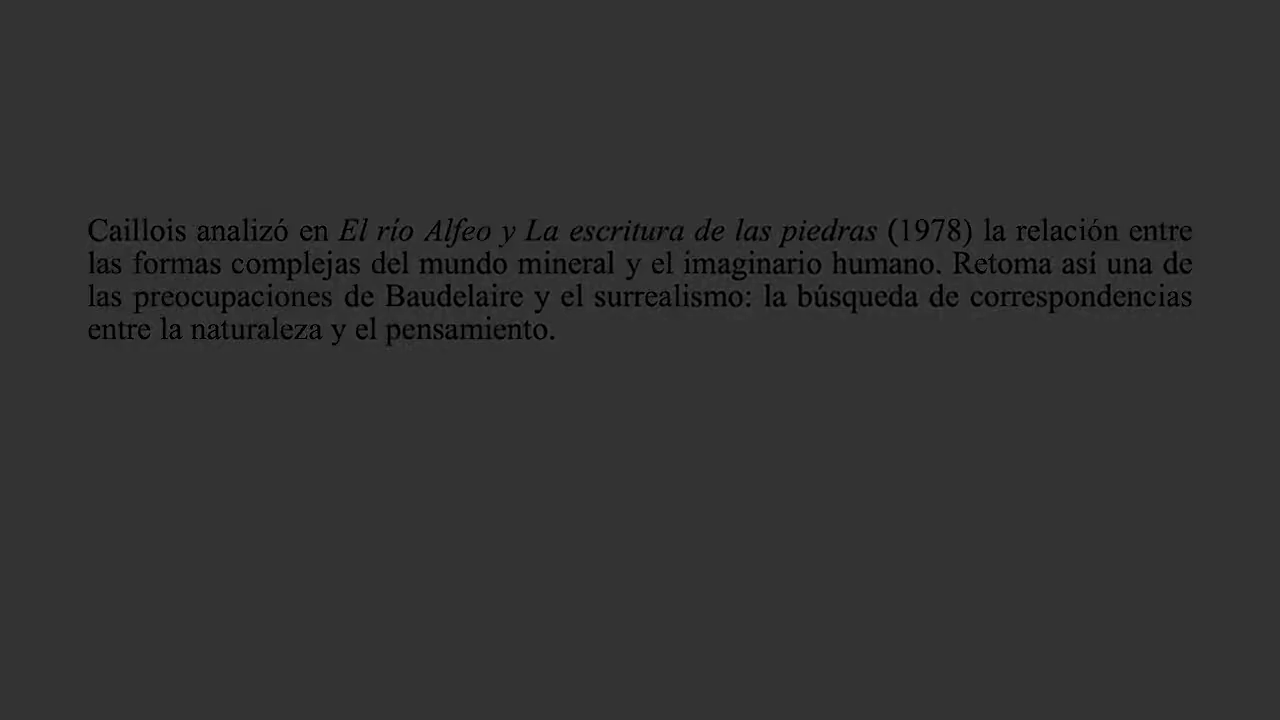 Caillois analizó en El río Alfeo y La escritura de las piedras (1978) la relación entre
las formas complejas del mundo mineral y el imaginario humano. Retoma así una de
las preocupaciones de Baudelaire y el surrealismo: la búsqueda de correspondencias
entre la naturaleza y el pensamiento.